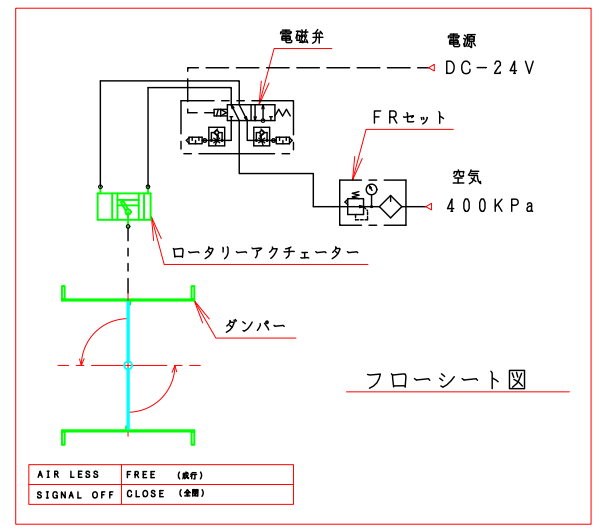 電磁弁
電源
DC-24V
FRセット
空気
400KPa
ロータリーアクチェーター
ダンパー
フローシート図
AIR LESS FREE (成行)
SIGNAL OFF CLOSE (全閉)